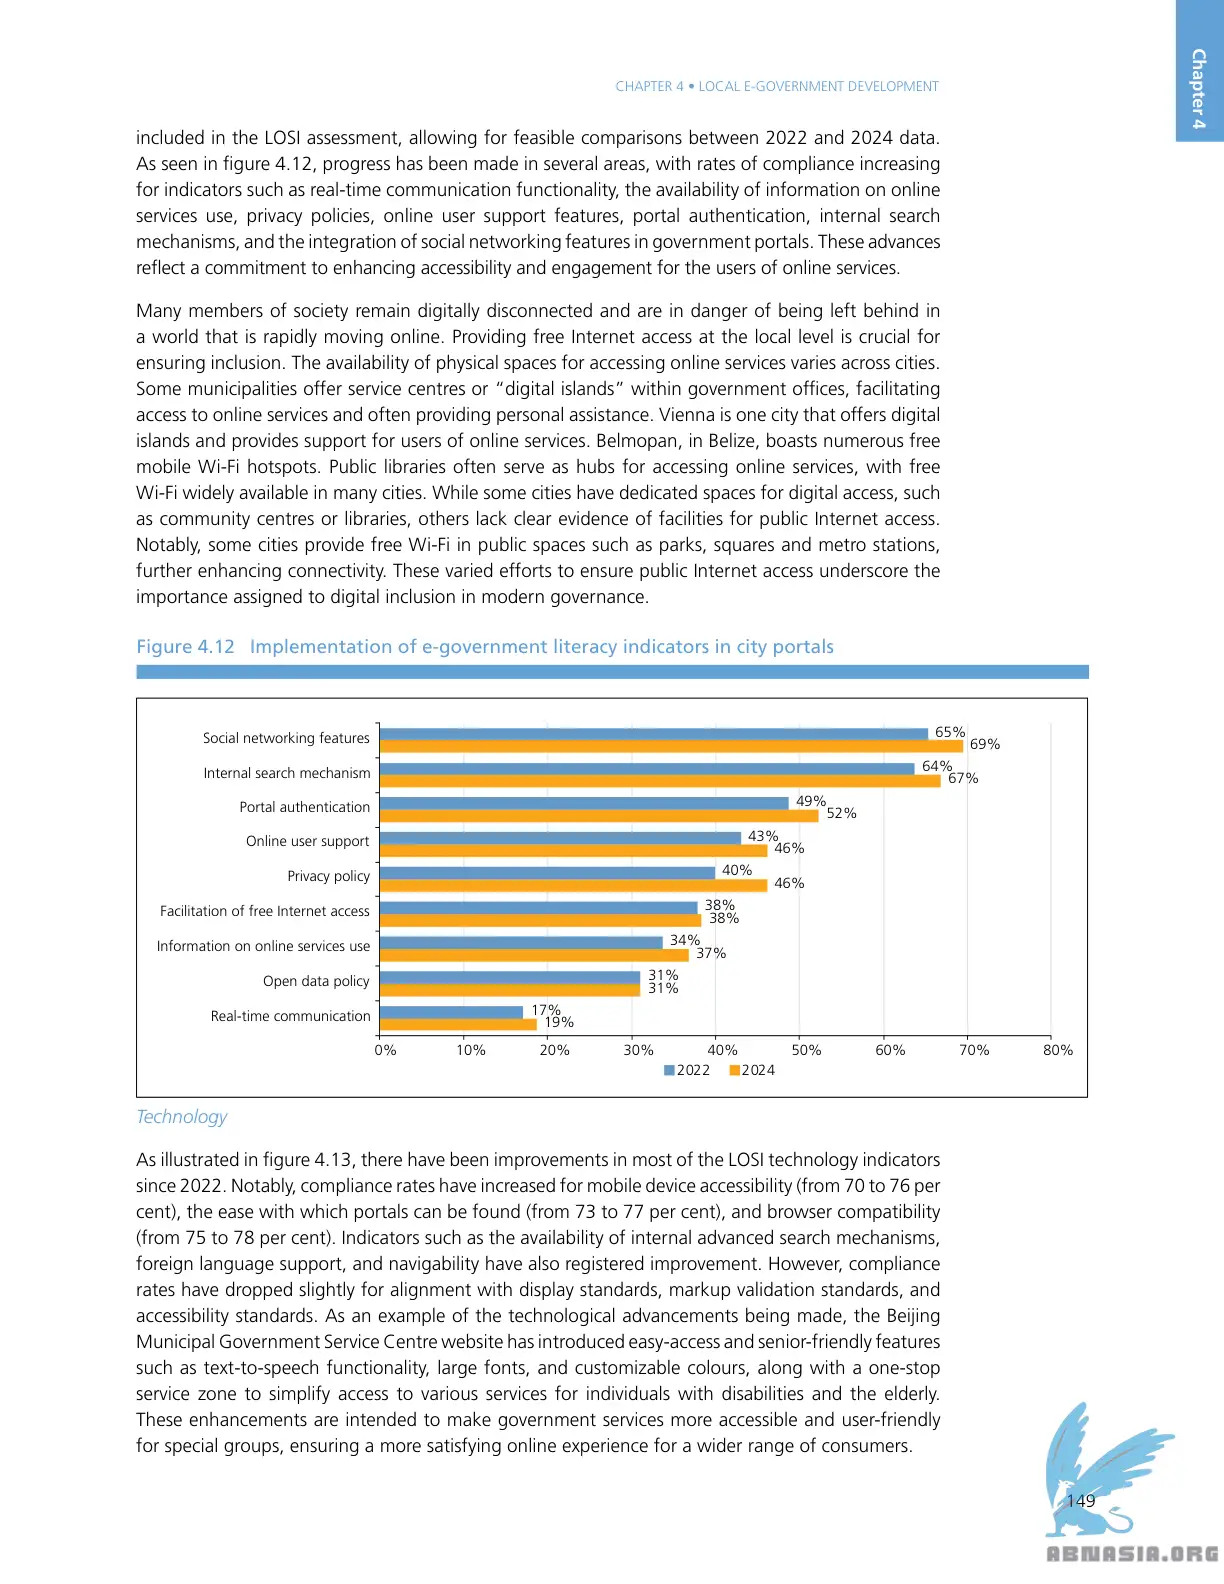 Chapter 4
CHAPTER 4 • LOCAL E-GOVERNMENT DEVELOPMENT
included in the LOSI assessment, allowing for feasible comparisons between 2022 and 2024 data.
As seen in figure 4.12, progress has been made in several areas, with rates of compliance increasing
for indicators such as real-time communication functionality, the availability of information on online
services use, privacy policies, online user support features, portal authentication, internal search
mechanisms, and the integration of social networking features in government portals. These advances
reflect a commitment to enhancing accessibility and engagement for the users of online services.
Many members of society remain digitally disconnected and are in danger of being left behind in
a world that is rapidly moving online. Providing free Internet access at the local level is crucial for
ensuring inclusion. The availability of physical spaces for accessing online services varies across cities.
Some municipalities offer service centres or “digital islands” within government offices, facilitating
access to online services and often providing personal assistance. Vienna is one city that offers digital
islands and provides support for users of online services. Belmopan, in Belize, boasts numerous free
mobile Wi-Fi hotspots. Public libraries often serve as hubs for accessing online services, with free
Wi-Fi widely available in many cities. While some cities have dedicated spaces for digital access, such
as community centres or libraries, others lack clear evidence of facilities for public Internet access.
Notably, some cities provide free Wi-Fi in public spaces such as parks, squares and metro stations,
further enhancing connectivity. These varied efforts to ensure public Internet access underscore the
importance assigned to digital inclusion in modern governance.
Figure 4.12 Implementation of e-government literacy indicators in city portals
Social networking features 65% 69%
Internal search mechanism 64% 67%
Portal authentication 49% 52%
Online user support 43% 46%
Privacy policy 40% 46%
Facilitation of free Internet access 38% 38%
Information on online services use 34% 37%
Open data policy 31% 31%
Real-time communication 17% 19%
0% 10% 20% 30% 40% 50% 60% 70% 80%
2022 2024
Technology
As illustrated in figure 4.13, there have been improvements in most of the LOSI technology indicators
since 2022. Notably, compliance rates have increased for mobile device accessibility (from 70 to 76 per
cent), the ease with which portals can be found (from 73 to 77 per cent), and browser compatibility
(from 75 to 78 per cent). Indicators such as the availability of internal advanced search mechanisms,
foreign language support, and navigability have also registered improvement. However, compliance
rates have dropped slightly for alignment with display standards, markup validation standards, and
accessibility standards. As an example of the technological advancements being made, the Beijing
Municipal Government Service Centre website has introduced easy-access and senior-friendly features
such as text-to-speech functionality, large fonts, and customizable colours, along with a one-stop
service zone to simplify access to various services for individuals with disabilities and the elderly.
These enhancements are intended to make government services more accessible and user-friendly
for special groups, ensuring a more satisfying online experience for a wider range of consumers.
149
ABNASIA.ORG